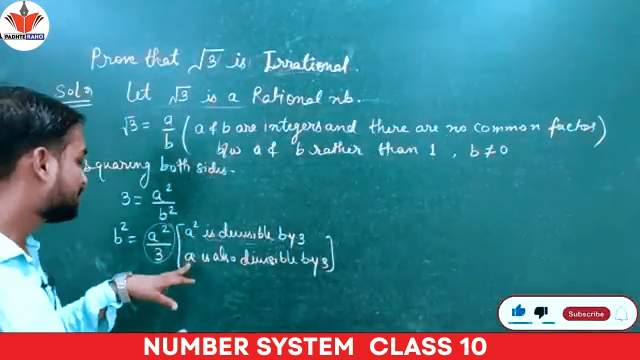 PADHTE RAHO
Prove that √3 is Irrational.
Solⁿ Let √3 is a Rational nb.
√3 = a/b (a & b are integers and there are no common factor)
b/w a & b rather than 1, b ≠ 0
Squaring both sides.
3 = a²/b²
b² = a²/3 [a² is divisible by 3
a is also divisible by 3]
Subscribe
NUMBER SYSTEM CLASS 10